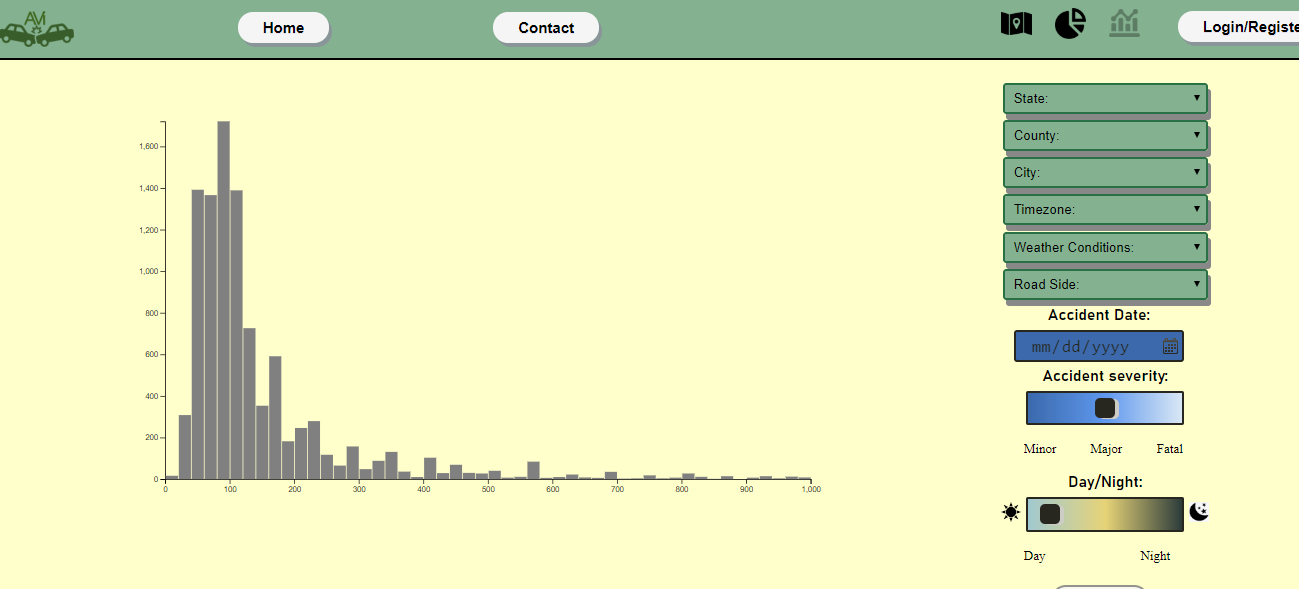 AVi
Home
Contact
Login/Registe
State:
County:
City:
Timezone:
Weather Conditions:
Road Side:
Accident Date:
mm/dd/yyyy
Accident severity:
Minor Major Fatal
Day/Night:
Day Night
1,600
1,400
1,200
1,000
800
600
400
200
0
0 100 200 300 400 500 600 700 800 900 1,000